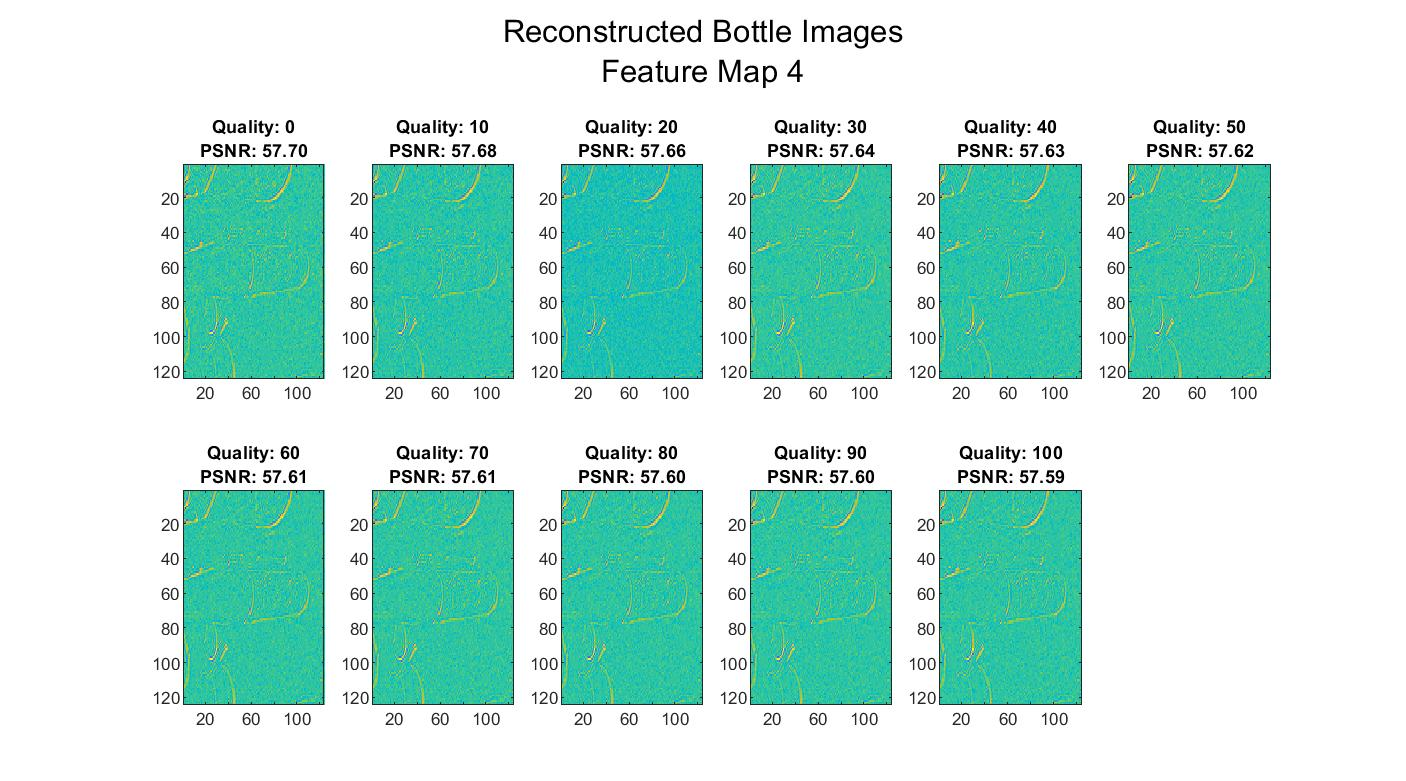 Reconstructed Bottle Images
Feature Map 4
Quality: 0
PSNR: 57.70
20
40
60
80
100
120
20 60 100
Quality: 10
PSNR: 57.68
20
40
60
80
100
120
20 60 100
Quality: 20
PSNR: 57.66
20
40
60
80
100
120
20 60 100
Quality: 30
PSNR: 57.64
20
40
60
80
100
120
20 60 100
Quality: 40
PSNR: 57.63
20
40
60
80
100
120
20 60 100
Quality: 50
PSNR: 57.62
20
40
60
80
100
120
20 60 100
Quality: 60
PSNR: 57.61
20
40
60
80
100
120
20 60 100
Quality: 70
PSNR: 57.61
20
40
60
80
100
120
20 60 100
Quality: 80
PSNR: 57.60
20
40
60
80
100
120
20 60 100
Quality: 90
PSNR: 57.60
20
40
60
80
100
120
20 60 100
Quality: 100
PSNR: 57.59
20
40
60
80
100
120
20 60 100